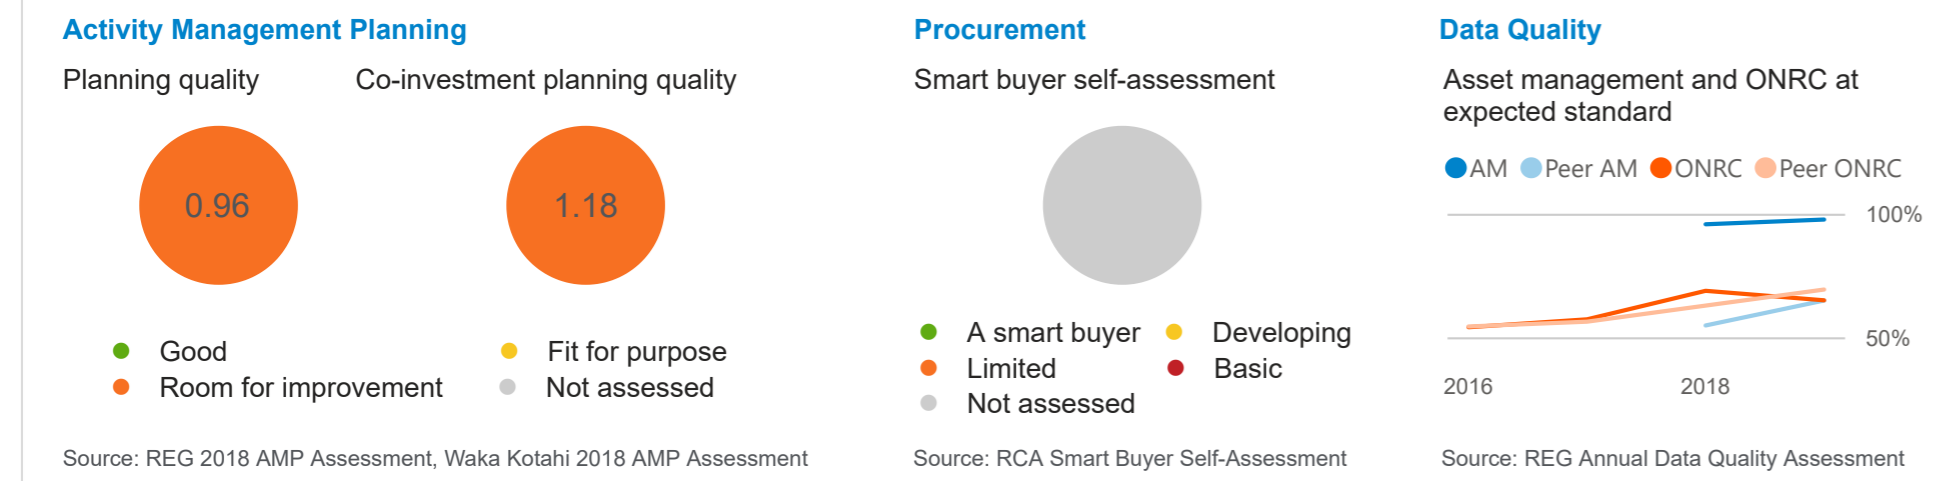 Activity Management Planning
Planning quality
Co-investment planning quality
0.96
1.18
Good
Fit for purpose
Room for improvement
Not assessed
Source: REG 2018 AMP Assessment, Waka Kotahi 2018 AMP Assessment
Procurement
Smart buyer self-assessment
A smart buyer
Developing
Limited
Basic
Not assessed
Source: RCA Smart Buyer Self-Assessment
Data Quality
Asset management and ONRC at
expected standard
AM Peer AM ONRC Peer ONRC
100%
50%
2016
2018
Source: REG Annual Data Quality Assessment